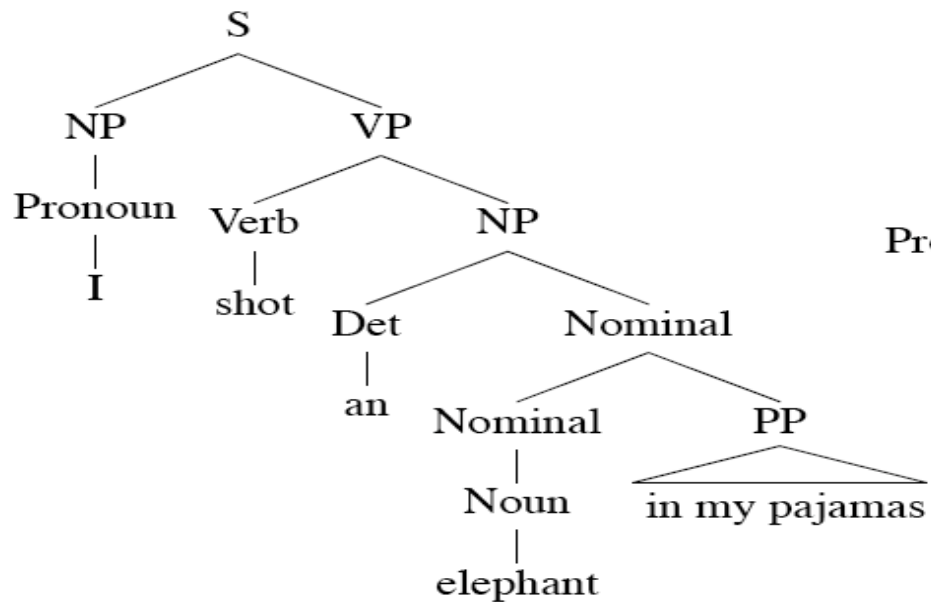 S
NP VP
Pronoun Verb NP
I shot Det Nominal
an Nominal PP
Noun in my pajamas
elephant